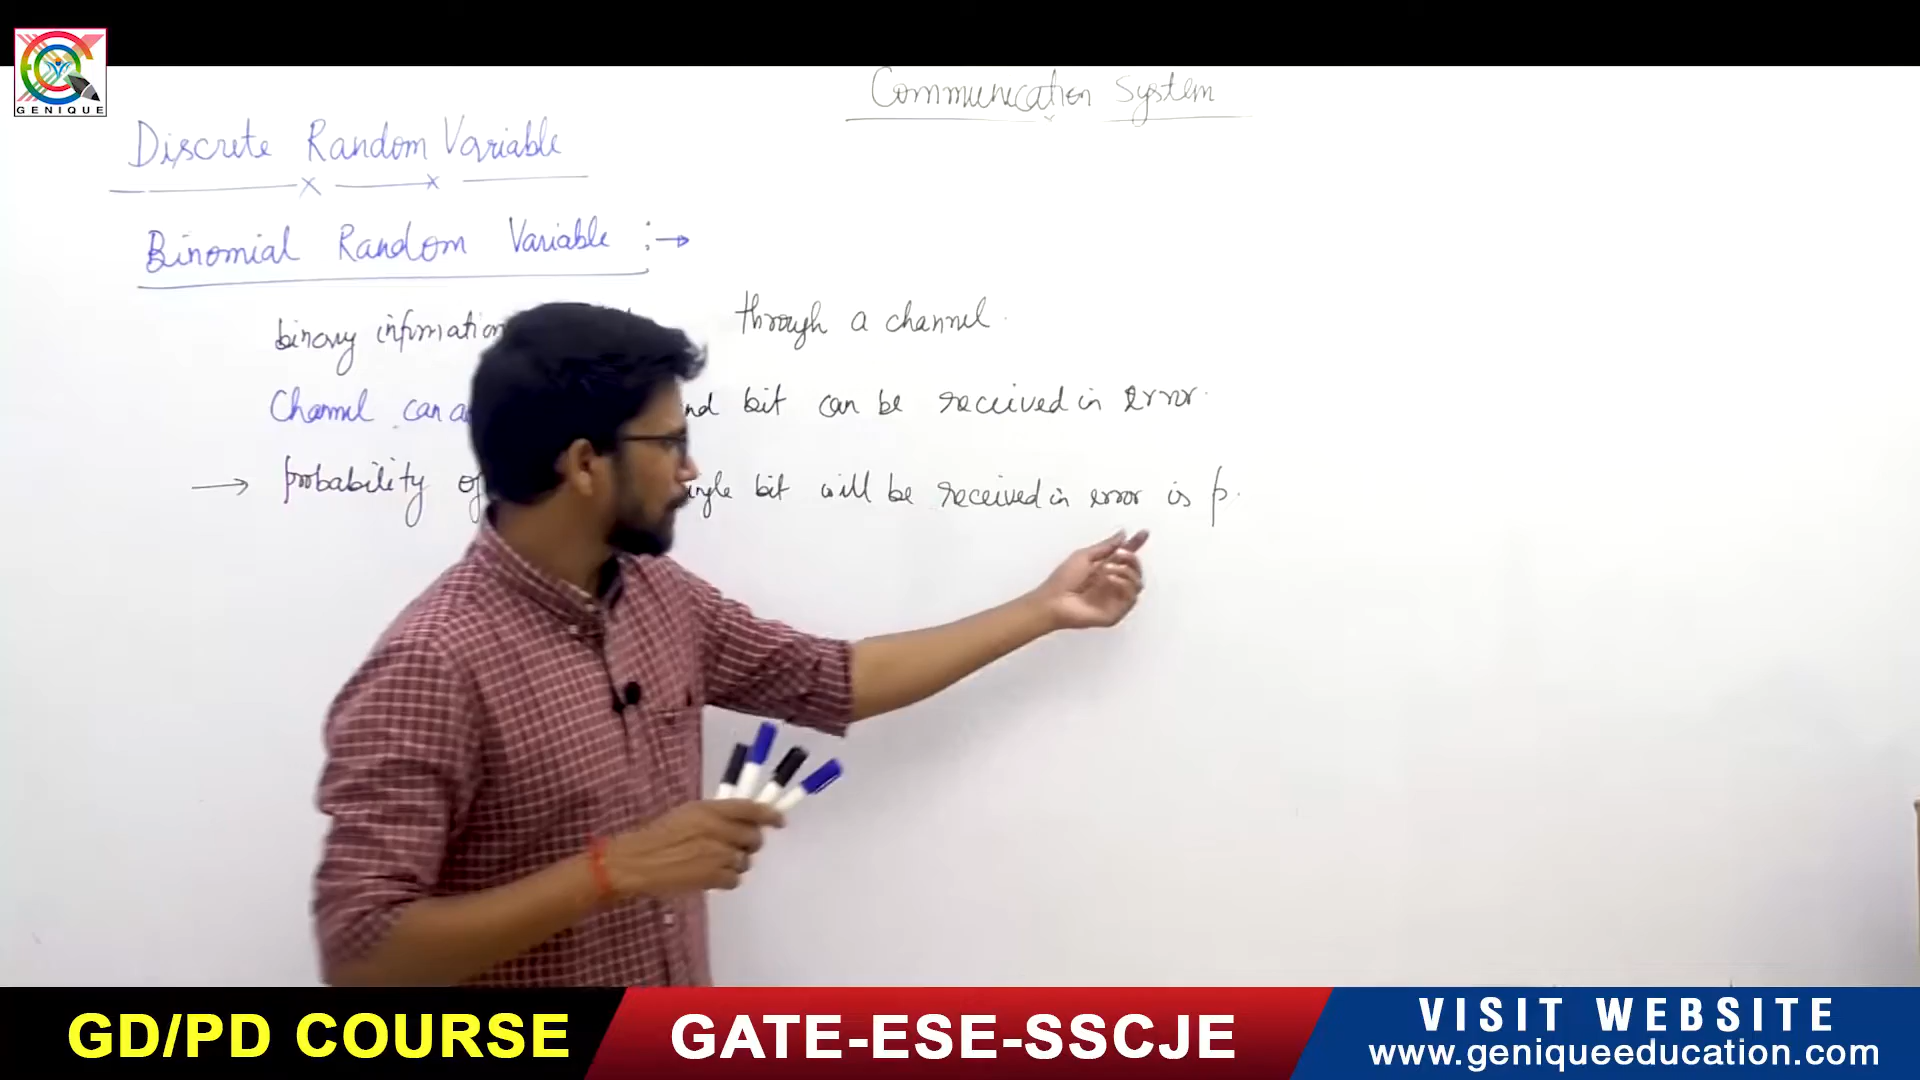 GENIQUE
Communication System
Discrete Random Variable
Binomial Random Variable :→
binary information through a channel.
Channel can bit can be received in error.
→ probability of bit will be received in error is p.
GD/PD COURSE
GATE-ESE-SSCJE
VISIT WEBSITE
www.geniqueeducation.com